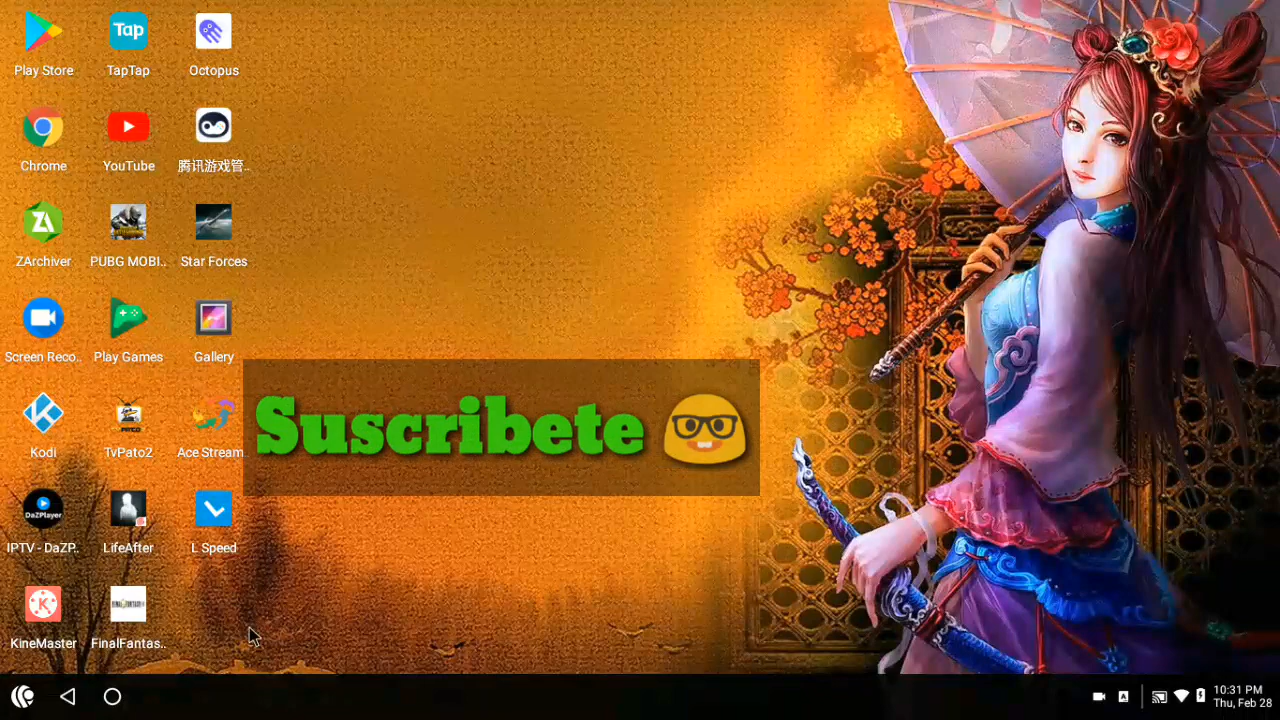 Play Store
TapTap
Octopus
Chrome
YouTube
腾讯游戏管..
ZArchiver
PUBG MOBI..
Star Forces
Screen Reco..
Play Games
Gallery
Suscribete
Kodi
TvPato2
Ace Stream
DaZPlayer
IPTV - DaZP..
LifeAfter
L Speed
KineMaster
FinalFantas..
10:31 PM
Thu, Feb 28